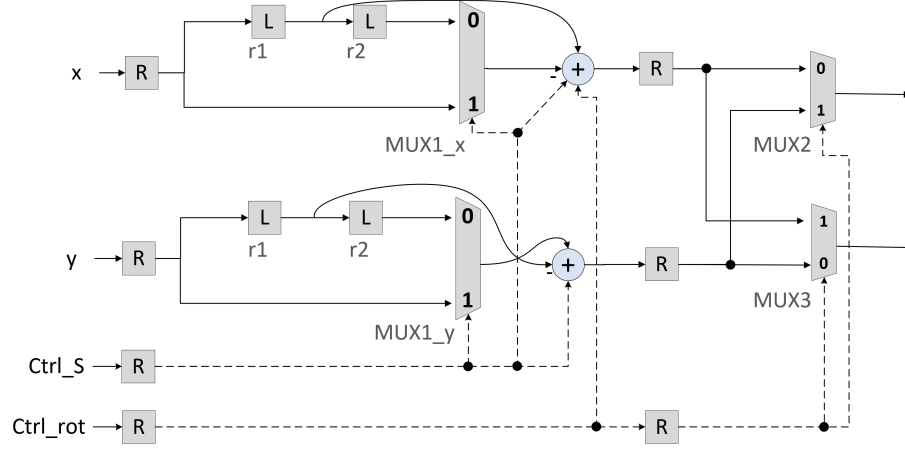 L L 0
r1 r2
x R + R 0
-
1 1
MUX1_x MUX2
L L 0 1
r1 r2
y R + R 0
-
1 MUX3
MUX1_y
Ctrl_S R
Ctrl_rot R R